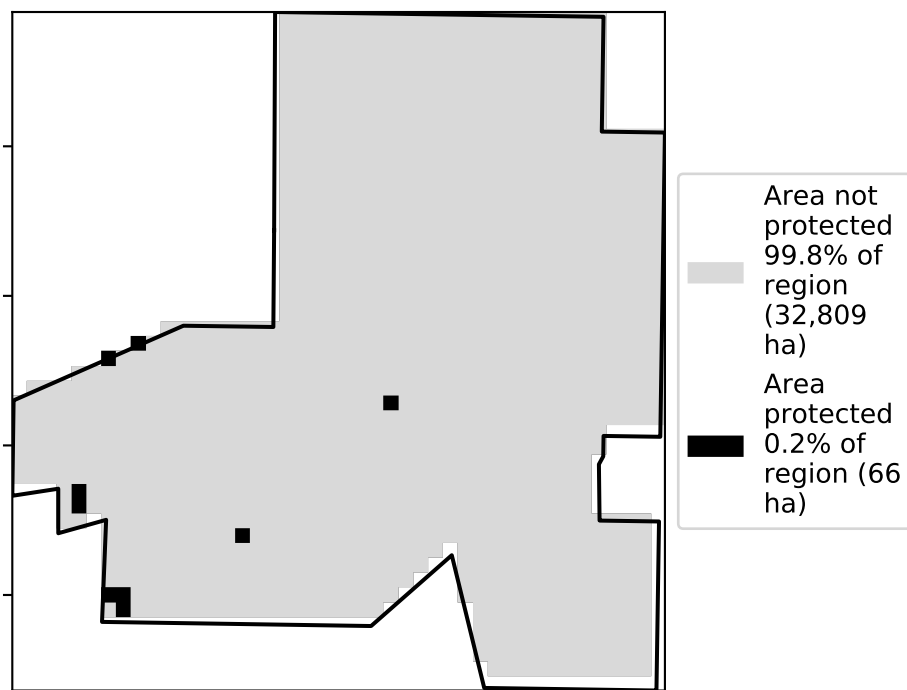 Area not
protected
99.8% of
region
(32,809
ha)
Area
protected
0.2% of
region (66
ha)